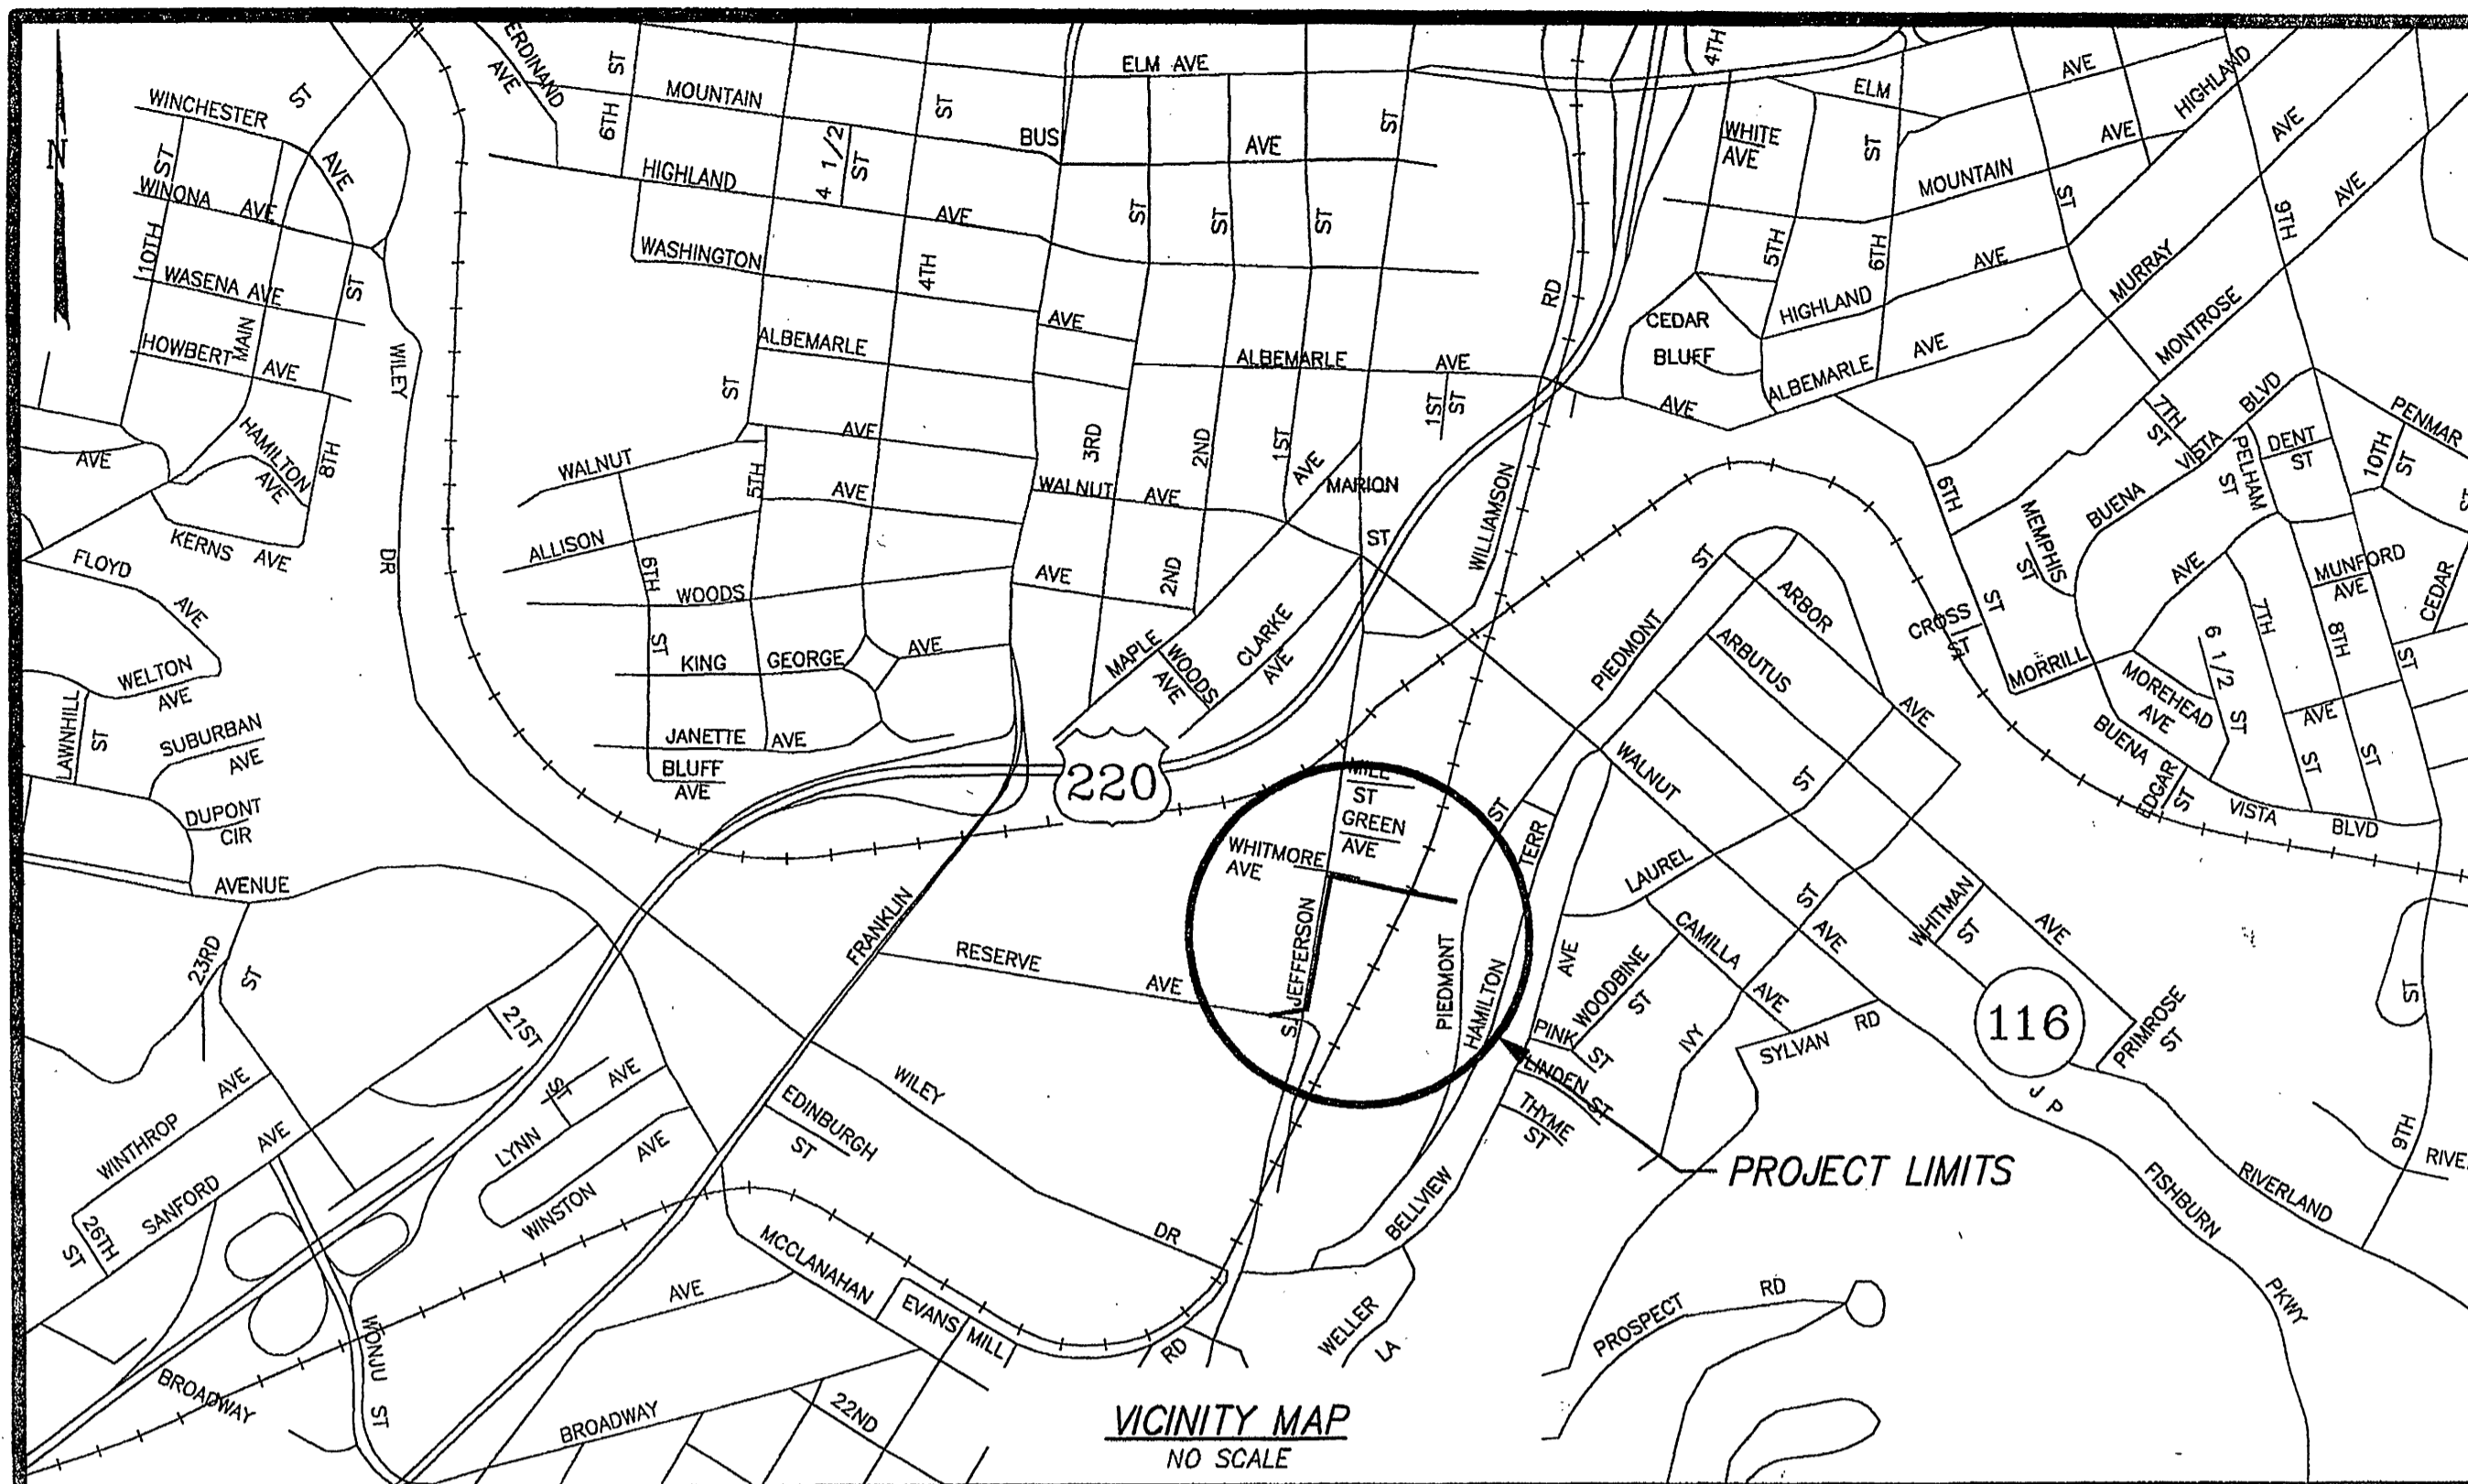 N
WINCHESTER
AVE
ST
WINONA AVE
ST
10TH
WASENA AVE
ST
HOWBERT AVE
MAIN
HAMILTON
AVE
8TH
AVE
KERNS AVE
FLOYD
AVE
WELTON
AVE
LAWNHILL
ST
SUBURBAN
AVE
DUPONT
CIR
AVENUE
23RD
ST
WILEY
DR
AVE
ST
6TH
MOUNTAIN
ST
BUS
ELM AVE
AVE
ST
HIGHLAND
AVE
4 1/2
ST
WASHINGTON
AVE
4TH
ST
ST
ST
ALBEMARLE
ST
AVE
ALBEMARLE AVE
1ST
ST
3RD
2ND
1ST
WALNUT
5TH
AVE
WALNUT AVE
AVE
MARION
ST
ALLISON
6TH
ST
WOODS
AVE
2ND
KING GEORGE AVE
JANETTE AVE
BLUFF
AVE
MAPLE
WOODS
AVE
CLARKE
AVE
220
WILLIAMSON
RD
4TH
WHITE
AVE
5TH
ELM
AVE
ST
6TH
MOUNTAIN
AVE
HIGHLAND
ST
HIGHLAND
AVE
CEDAR
BLUFF
ALBEMARLE
AVE
AVE
MURRAY
AVE
MONTROSE
AVE
9TH
7TH
ST
BUENA VISTA BLVD
PELHAM
ST
DENT
ST
10TH
ST
PENMAR
6TH
ST
MEMPHIS
ST
CROSS
ST
MORRILL
AVE
MUNFORD
AVE
CEDAR
7TH
ST
8TH
ST
ST
6 1/2
ST
MOREHEAD
AVE
AVE
BUENA VISTA BLVD
EDGAR
ST
PIEDMONT
ST
ARBOR
AVE
ARBUTUS
WALNUT
AVE
ST
ST
TERR
MILL
ST
GREEN
AVE
WHITMORE
AVE
S JEFFERSON
PIEDMONT
HAMILTON
LAUREL
ST
CAMILLA
AVE
WHITMAN
ST
AVE
AVE
WOODBINE
ST
PINK
ST
IVY
SYLVAN RD
LINDEN
ST
THYME
ST
116
PRIMROSE
ST
J P
FISHBURN
PKWY
RIVERLAND
9TH
ST
PROJECT LIMITS
FRANKLIN
RESERVE
AVE
WILEY
DR
EDINBURGH
ST
21ST
ST
LYNN
AVE
WINSTON
AVE
WINTHROP
AVE
SANFORD
AVE
26TH
ST
WONJU
ST
BROADWAY
BROADWAY
AVE
22ND
MCCLANAHAN
EVANS MILL
RD
BELLVIEW
WELLER
LA
PROSPECT
RD
VICINITY MAP
NO SCALE